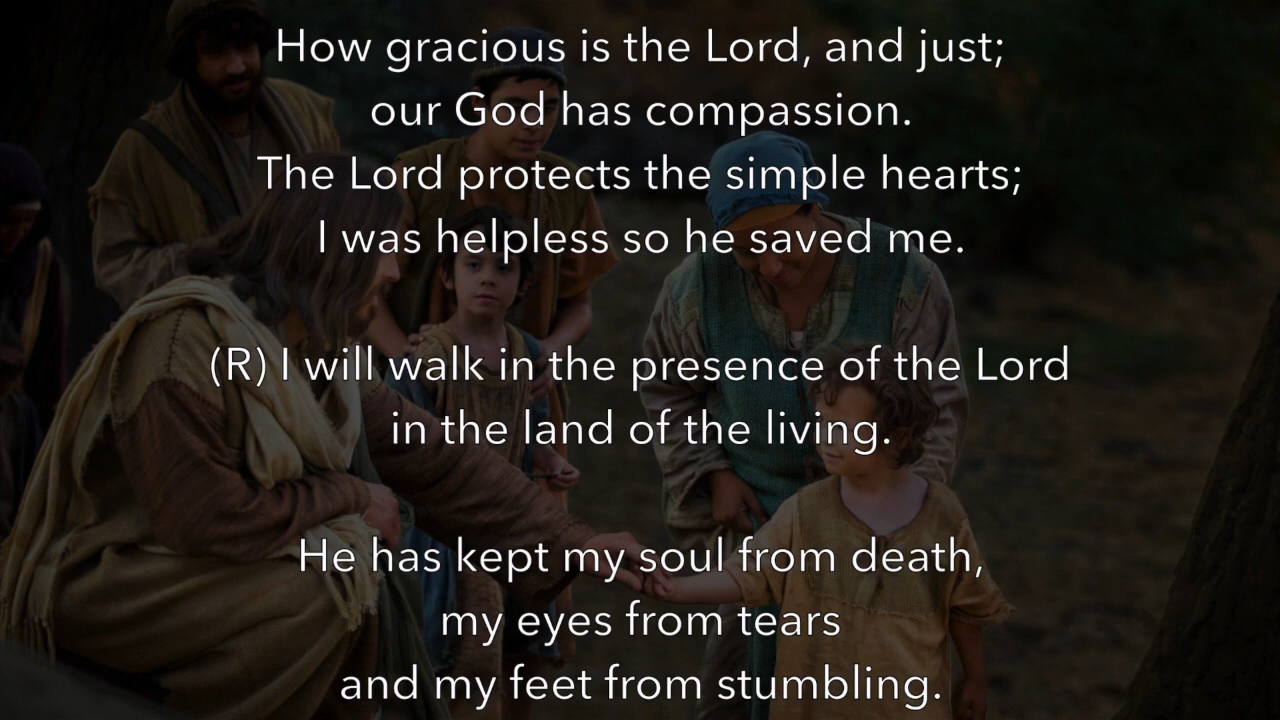 How gracious is the Lord, and just;
our God has compassion.
The Lord protects the simple hearts;
I was helpless so he saved me.
(R) I will walk in the presence of the Lord
in the land of the living.
He has kept my soul from death,
my eyes from tears
and my feet from stumbling.